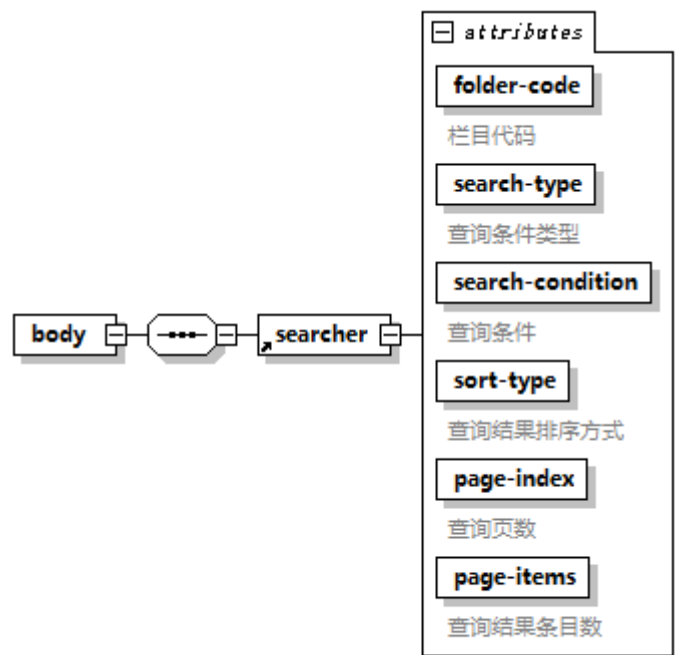 attributes
folder-code
栏目代码
search-type
查询条件类型
search-condition
查询条件
body
searcher
sort-type
查询结果排序方式
page-index
查询页数
page-items
查询结果条目数